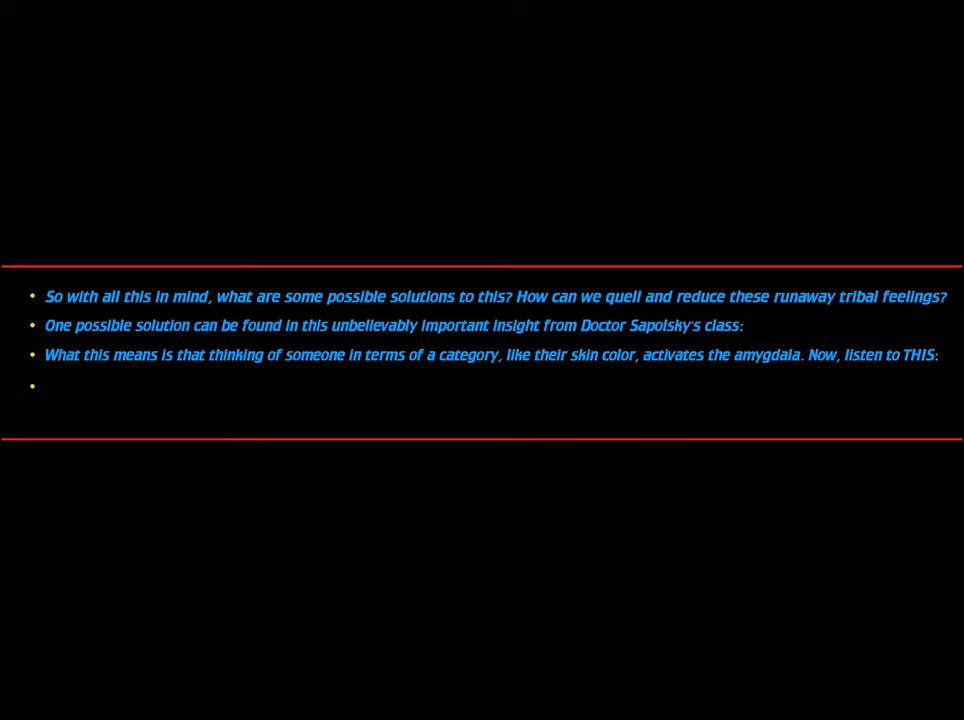 • So with all this in mind, what are some possible solutions to this? How can we quell and reduce these runaway tribal feelings?
• One possible solution can be found in this unbelievably important insight from Doctor Sapolsky's class:
• What this means is that thinking of someone in terms of a category, like their skin color, activates the amygdala. Now, listen to THIS:
•